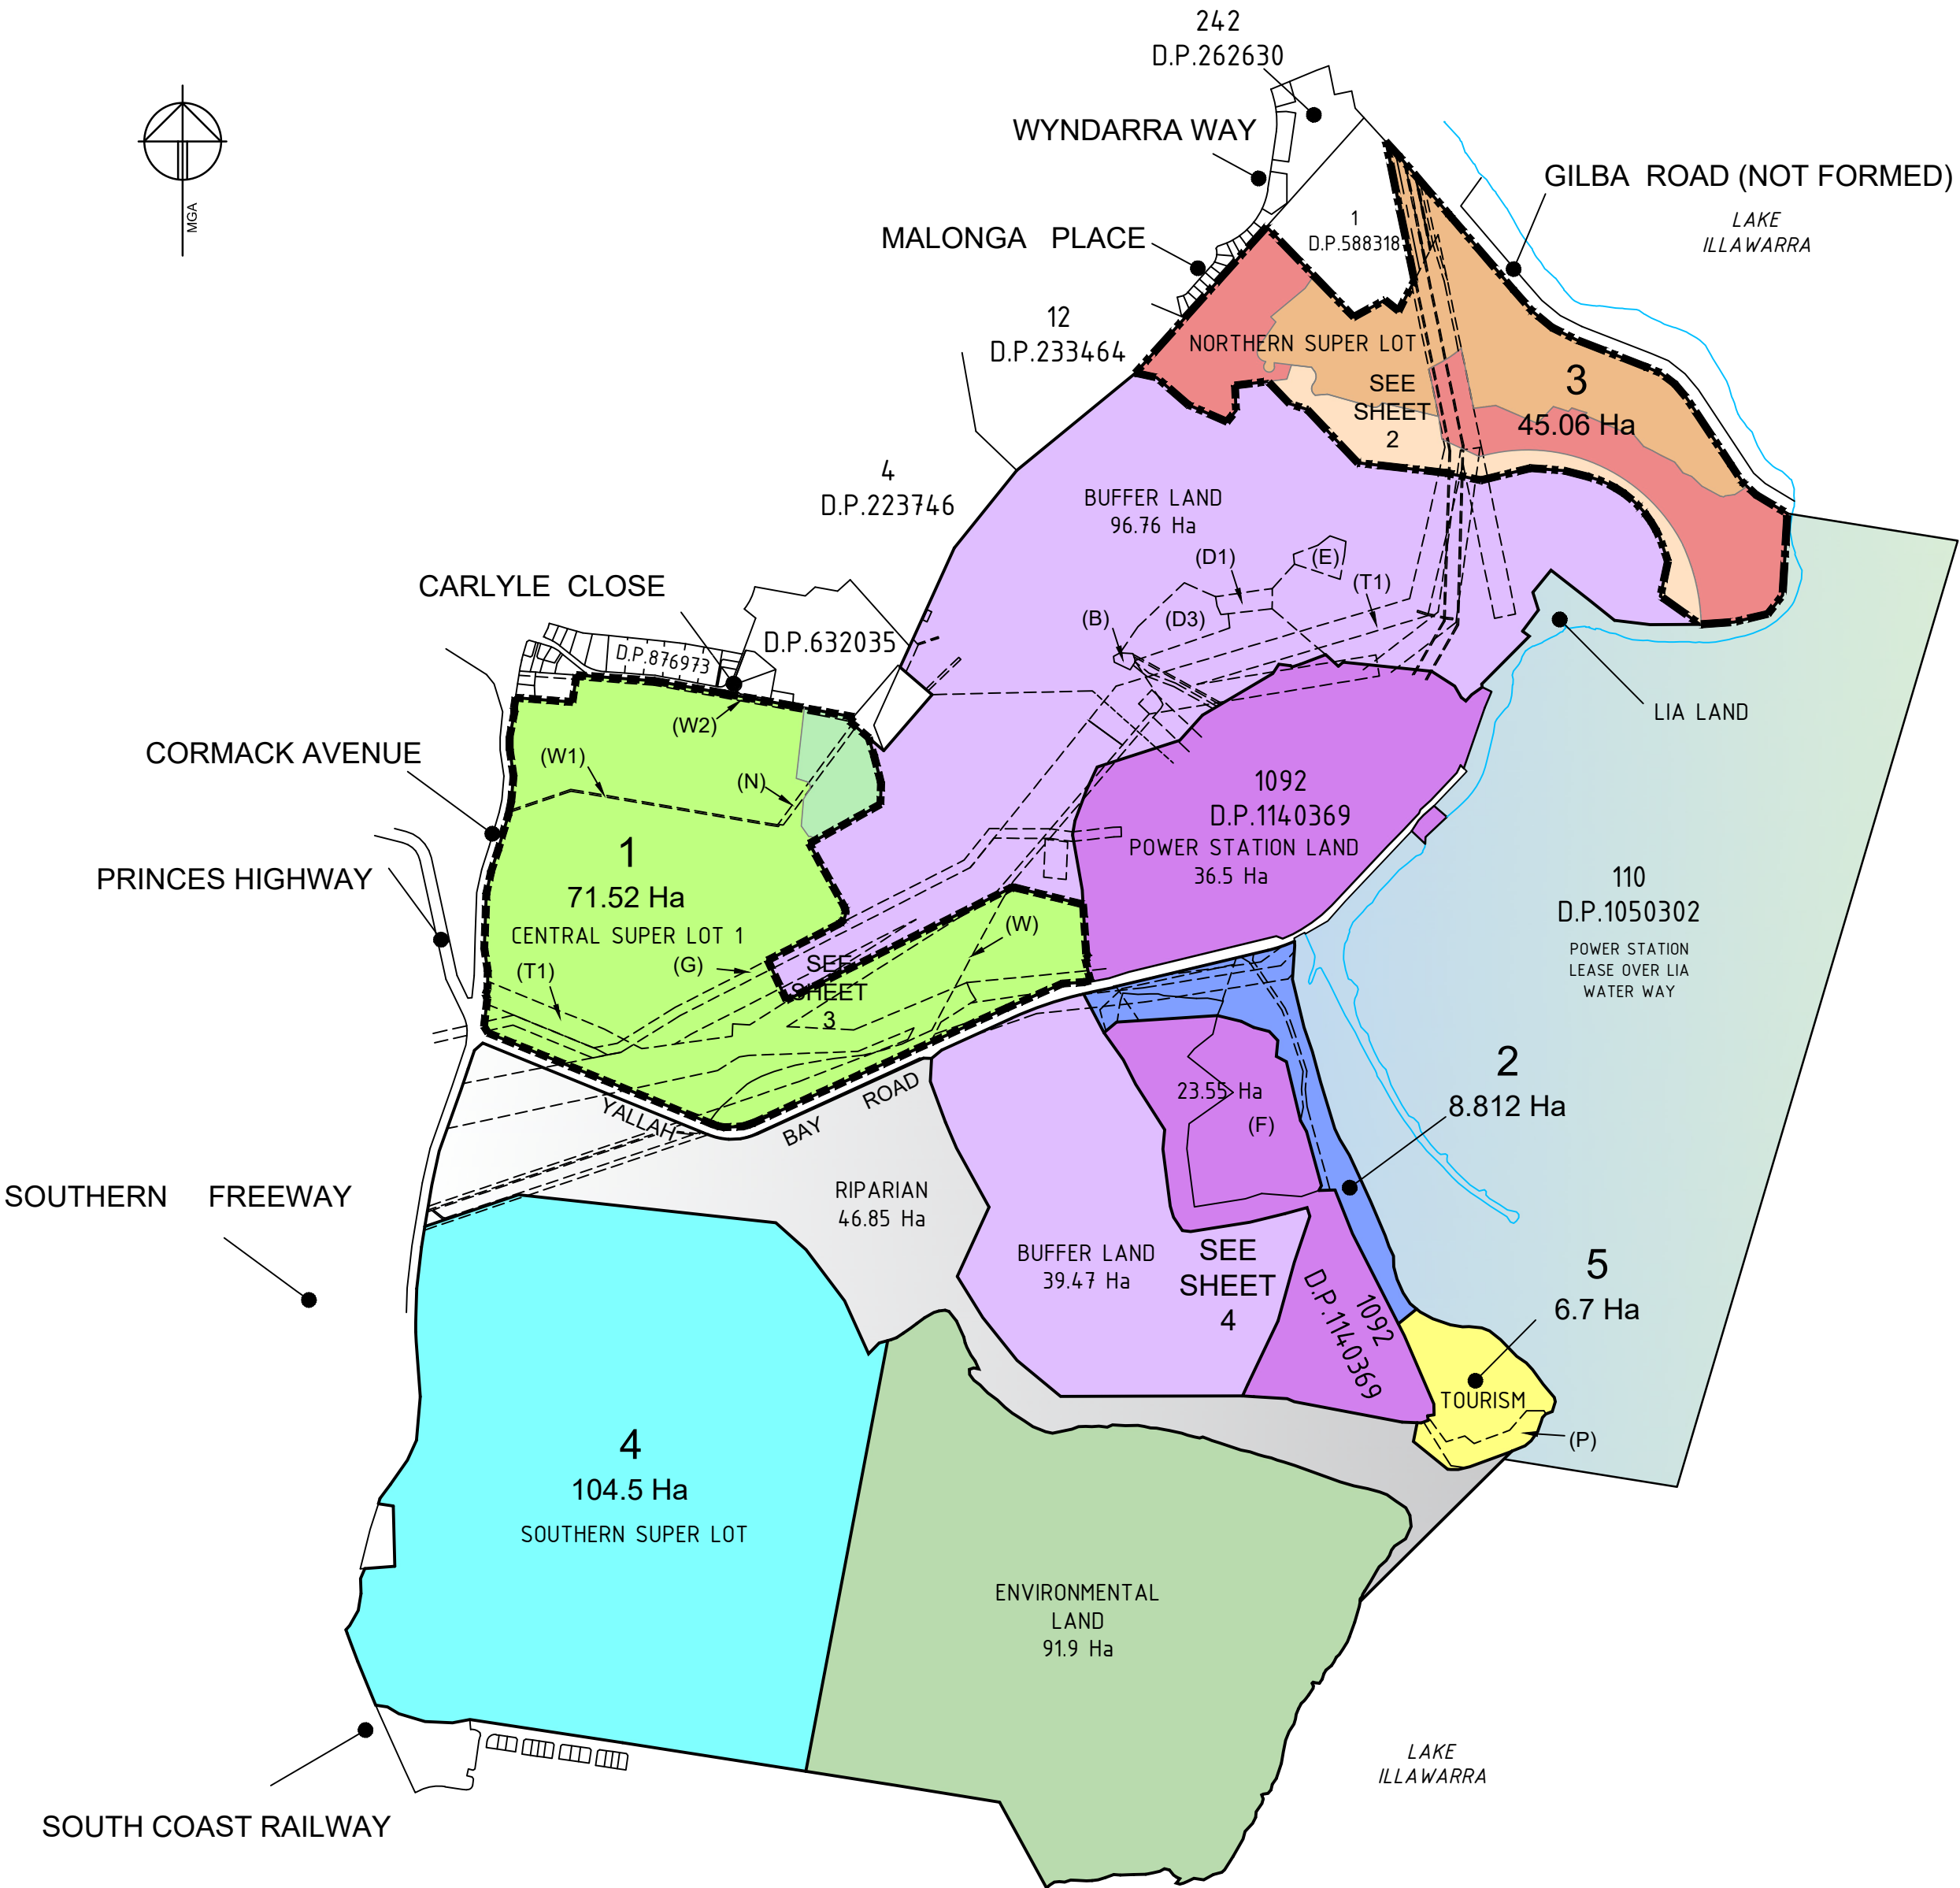 242
D.P.262630
WYNDARRA WAY
GILBA ROAD (NOT FORMED)
LAKE
ILLAWARRA
MGA
1
D.P.588318
MALONGA PLACE
12
D.P.233464
NORTHERN SUPER LOT
SEE
SHEET
2
3
45.06 Ha
4
D.P.223746
BUFFER LAND
96.76 Ha
(D1)
(E)
(T1)
(B)
(D3)
CARLYLE CLOSE
D.P.632035
D.P.876973
LIA LAND
(W2)
CORMACK AVENUE
(W1)
(N)
1092
D.P.1140369
POWER STATION LAND
36.5 Ha
PRINCES HIGHWAY
1
71.52 Ha
CENTRAL SUPER LOT 1
(T1)
(G)
(W)
SEE
SHEET
3
110
D.P.1050302
POWER STATION
LEASE OVER LIA
WATER WAY
2
8.812 Ha
23.55 Ha
(F)
YALLAH
BAY
ROAD
SOUTHERN FREEWAY
RIPARIAN
46.85 Ha
BUFFER LAND
39.47 Ha
SEE
SHEET
4
1092
D.P.1140369
5
6.7 Ha
TOURISM
(P)
4
104.5 Ha
SOUTHERN SUPER LOT
ENVIRONMENTAL
LAND
91.9 Ha
LAKE
ILLAWARRA
SOUTH COAST RAILWAY